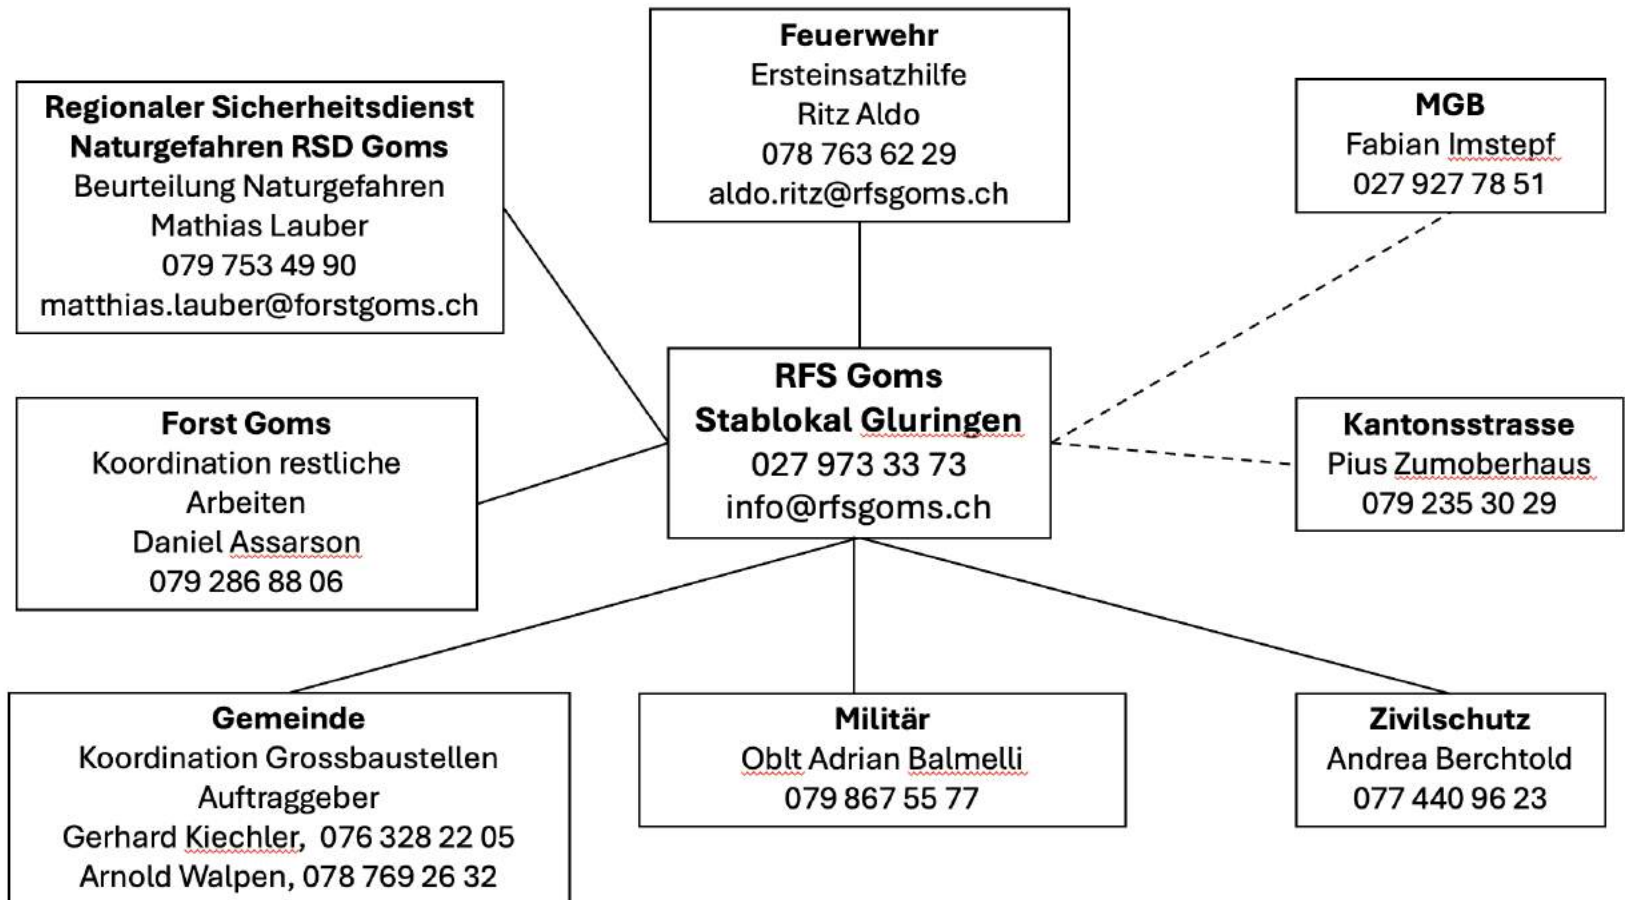 Feuerwehr
Ersteinsatzhilfe
Ritz Aldo
078 763 62 29
aldo.ritz@rfsgoms.ch
Regionaler Sicherheitsdienst
Naturgefahren RSD Goms
Beurteilung Naturgefahren
Mathias Lauber
079 753 49 90
matthias.lauber@forstgoms.ch
MGB
Fabian Imstepf
027 927 78 51
RFS Goms
Stablokal Gluringen
027 973 33 73
info@rfsgoms.ch
Forst Goms
Koordination restliche
Arbeiten
Daniel Assarson
079 286 88 06
Kantonsstrasse
Pius Zumoberhaus
079 235 30 29
Gemeinde
Koordination Grossbaustellen
Auftraggeber
Gerhard Kiechler,  076 328 22 05
Arnold Walpen, 078 769 26 32
Militär
Oblt Adrian Balmelli
079 867 55 77
Zivilschutz
Andrea Berchtold
077 440 96 23